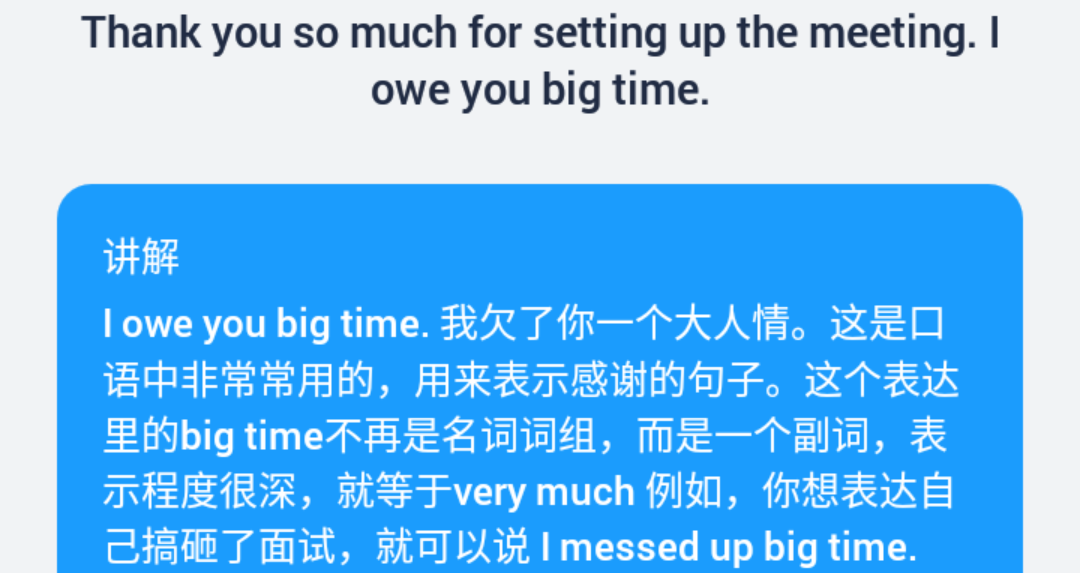 Thank you so much for setting up the meeting. I
owe you big time.
讲解
I owe you big time. 我欠了你一个大人情。这是口
语中非常常用的，用来表示感谢的句子。这个表达
里的big time不再是名词词组，而是一个副词，表
示程度很深，就等于very much 例如，你想表达自
己搞砸了面试，就可以说 I messed up big time.